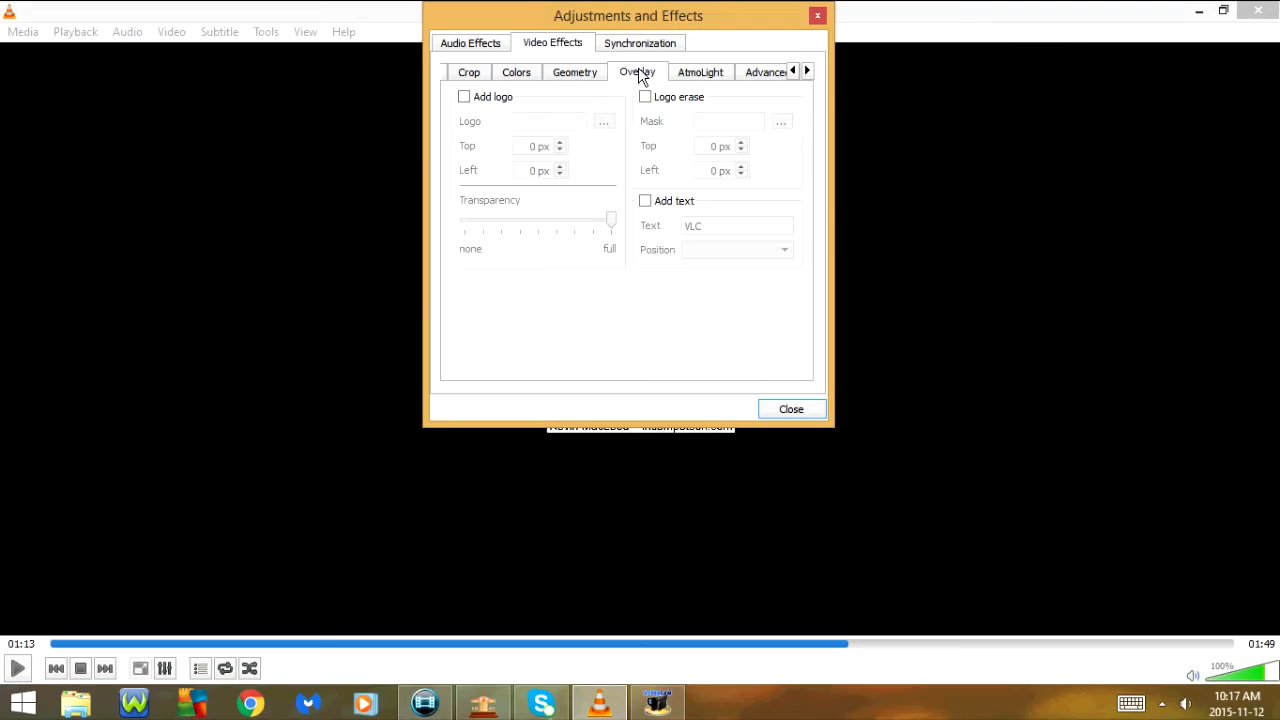 Adjustments and Effects
x
Media Playback Audio Video Subtitle Tools View Help
Audio Effects Video Effects Synchronization
Crop Colors Geometry Overlay AtmoLight Advance
Add logo
Logo erase
Logo ...
Mask ...
Top 0 px
Top 0 px
Left 0 px
Left 0 px
Transparency
Add text
Text VLC
none full
Position
Close
01:13
01:49
100%
10:17 AM
2015-11-12